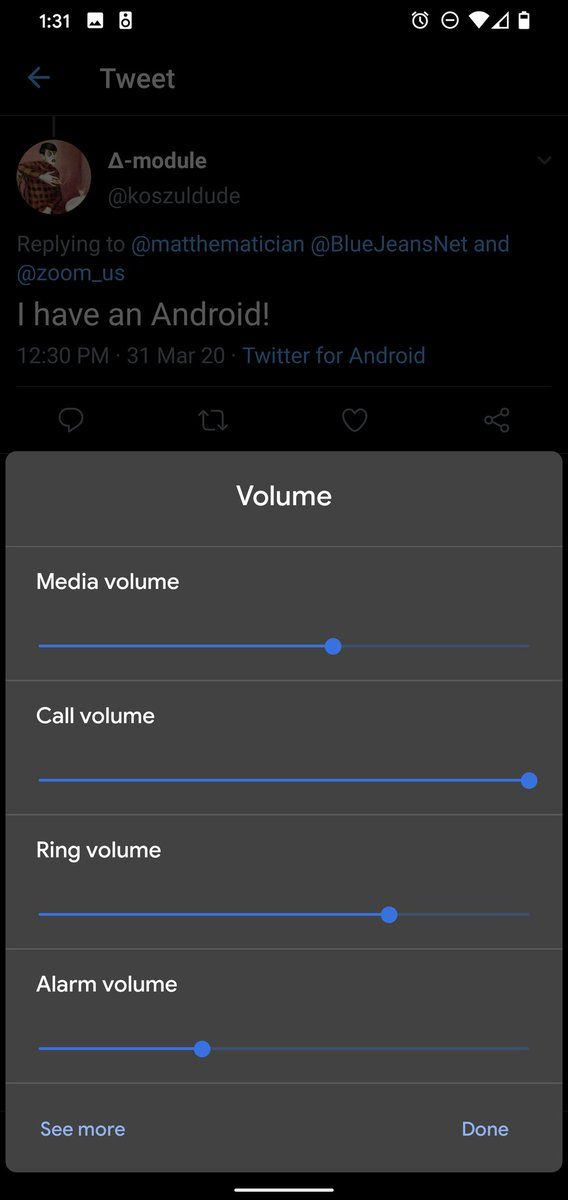 1:31
Tweet
Δ-module
@koszuldude
Replying to @matthematician @BlueJeansNet and
@zoom_us
I have an Android!
12:30 PM · 31 Mar 20 · Twitter for Android
Volume
Media volume
Call volume
Ring volume
Alarm volume
See more Done